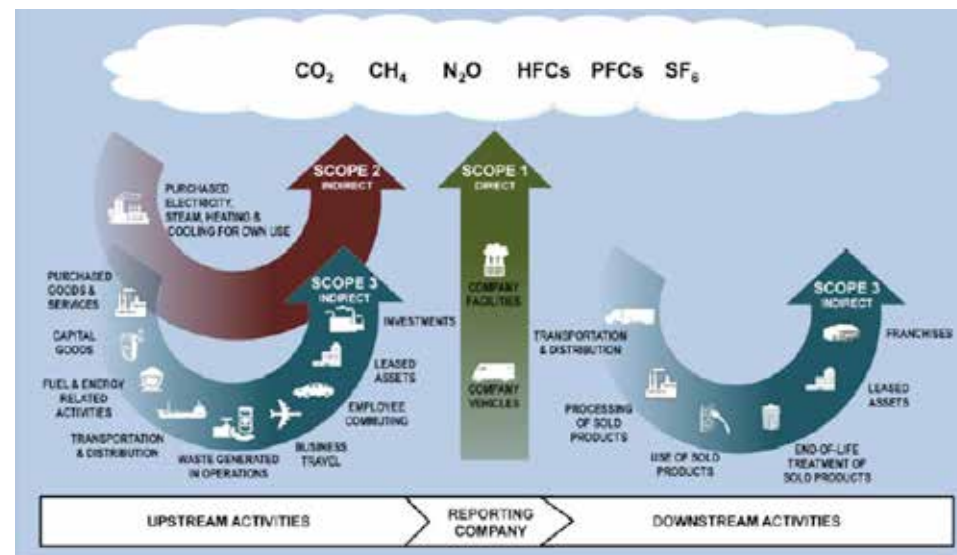 CO₂ CH₄ N₂O HFCs PFCs SF₆
SCOPE 2
INDIRECT
PURCHASED
ELECTRICITY,
STEAM, HEATING &
COOLING FOR OWN USE
SCOPE 1
DIRECT
COMPANY
FACILITIES
COMPANY
VEHICLES
SCOPE 3
INDIRECT
PURCHASED
GOODS &
SERVICES
CAPITAL
GOODS
FUEL & ENERGY
RELATED
ACTIVITIES
TRANSPORTATION
& DISTRIBUTION
WASTE GENERATED
IN OPERATIONS
BUSINESS
TRAVEL
EMPLOYEE
COMMUTING
LEASED
ASSETS
INVESTMENTS
SCOPE 3
INDIRECT
TRANSPORTATION
& DISTRIBUTION
PROCESSING
OF SOLD
PRODUCTS
USE OF SOLD
PRODUCTS
END-OF-LIFE
TREATMENT OF
SOLD PRODUCTS
LEASED
ASSETS
FRANCHISES
UPSTREAM ACTIVITIES
REPORTING
COMPANY
DOWNSTREAM ACTIVITIES